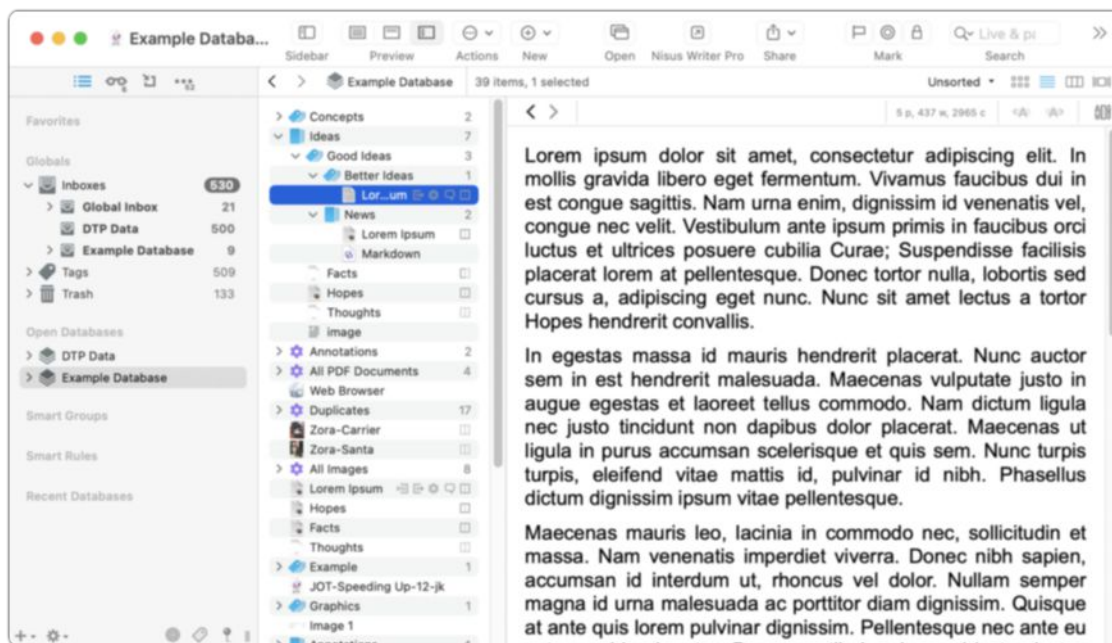 Example Databa...
Sidebar
Preview
Actions
New
Open
Nisus Writer Pro
Share
Mark
Search
Example Database
39 items, 1 selected
Unsorted
Favorites
Globals
Inboxes 530
Global Inbox 21
DTP Data 500
Example Database 9
Tags 509
Trash 133
Open Databases
DTP Data
Example Database
Smart Groups
Smart Rules
Recent Databases
Concepts 2
Ideas 7
Good Ideas 3
Better Ideas 1
Lor...um
News 2
Lorem Ipsum
Markdown
Facts
Hopes
Thoughts
image
Annotations 2
All PDF Documents 4
Web Browser
Duplicates 17
Zora-Carrier
Zora-Santa
All Images 8
Lorem Ipsum
Hopes
Facts
Thoughts
Example 1
JOT-Speeding Up-12-jk
Graphics 1
Image 1
5 p, 437 w, 2965 c
Lorem ipsum dolor sit amet, consectetur adipiscing elit. In
mollis gravida libero eget fermentum. Vivamus faucibus dui in
est congue sagittis. Nam urna enim, dignissim id venenatis vel,
congue nec velit. Vestibulum ante ipsum primis in faucibus orci
luctus et ultrices posuere cubilia Curae; Suspendisse facilisis
placerat lorem at pellentesque. Donec tortor nulla, lobortis sed
cursus a, adipiscing eget nunc. Nunc sit amet lectus a tortor
Hopes hendrerit convallis.
In egestas massa id mauris hendrerit placerat. Nunc auctor
sem in est hendrerit malesuada. Maecenas vulputate justo in
augue egestas et laoreet tellus commodo. Nam dictum ligula
nec justo tincidunt non dapibus dolor placerat. Maecenas ut
ligula in purus accumsan scelerisque et quis sem. Nunc turpis
turpis, eleifend vitae mattis id, pulvinar id nibh. Phasellus
dictum dignissim ipsum vitae pellentesque.
Maecenas mauris leo, lacinia in commodo nec, sollicitudin et
massa. Nam venenatis imperdiet viverra. Donec nibh sapien,
accumsan id interdum ut, rhoncus vel dolor. Nullam semper
magna id urna malesuada ac porttitor diam dignissim. Quisque
at ante quis lorem pulvinar dignissim. Pellentesque nec ante eu